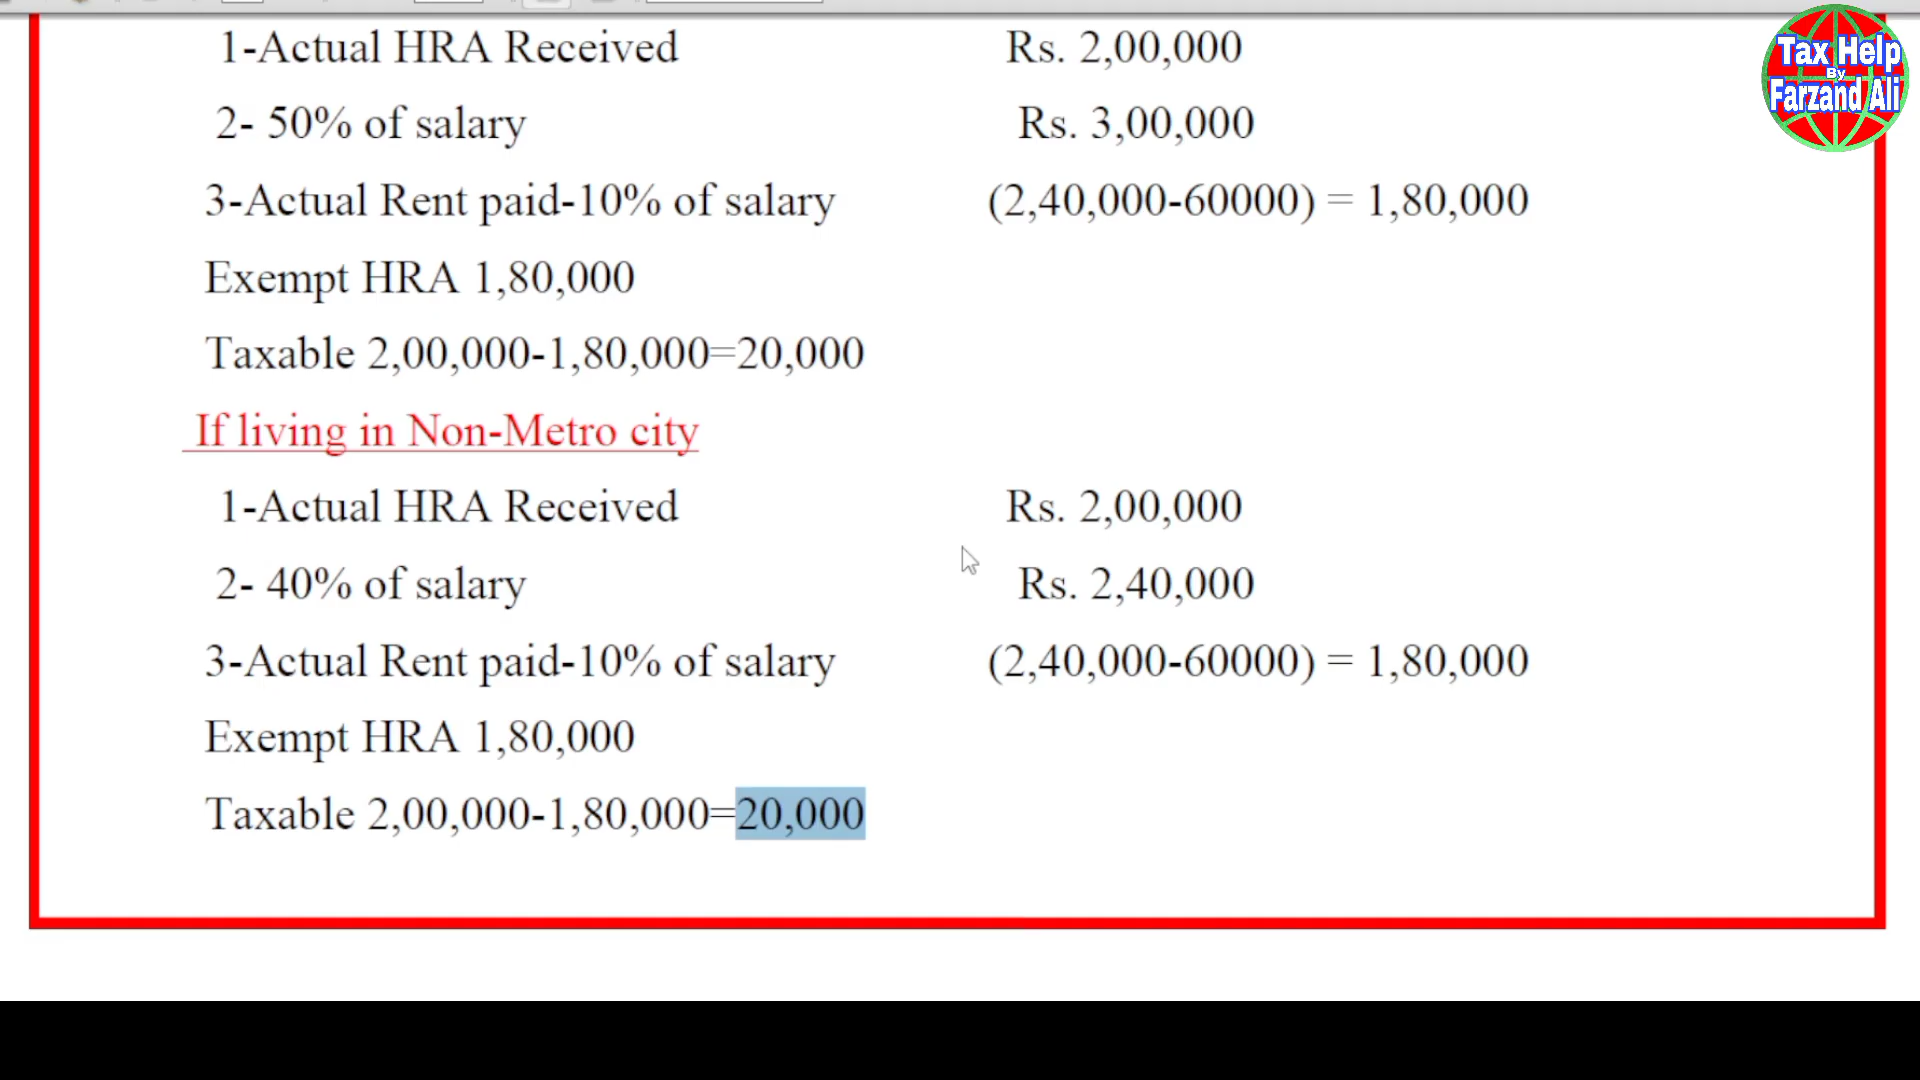 1-Actual HRA Received Rs. 2,00,000
2- 50% of salary Rs. 3,00,000
3-Actual Rent paid-10% of salary (2,40,000-60000) = 1,80,000
Exempt HRA 1,80,000
Taxable 2,00,000-1,80,000=20,000
If living in Non-Metro city
1-Actual HRA Received Rs. 2,00,000
2- 40% of salary Rs. 2,40,000
3-Actual Rent paid-10% of salary (2,40,000-60000) = 1,80,000
Exempt HRA 1,80,000
Taxable 2,00,000-1,80,000=20,000
Tax Help
By
Farzand Ali